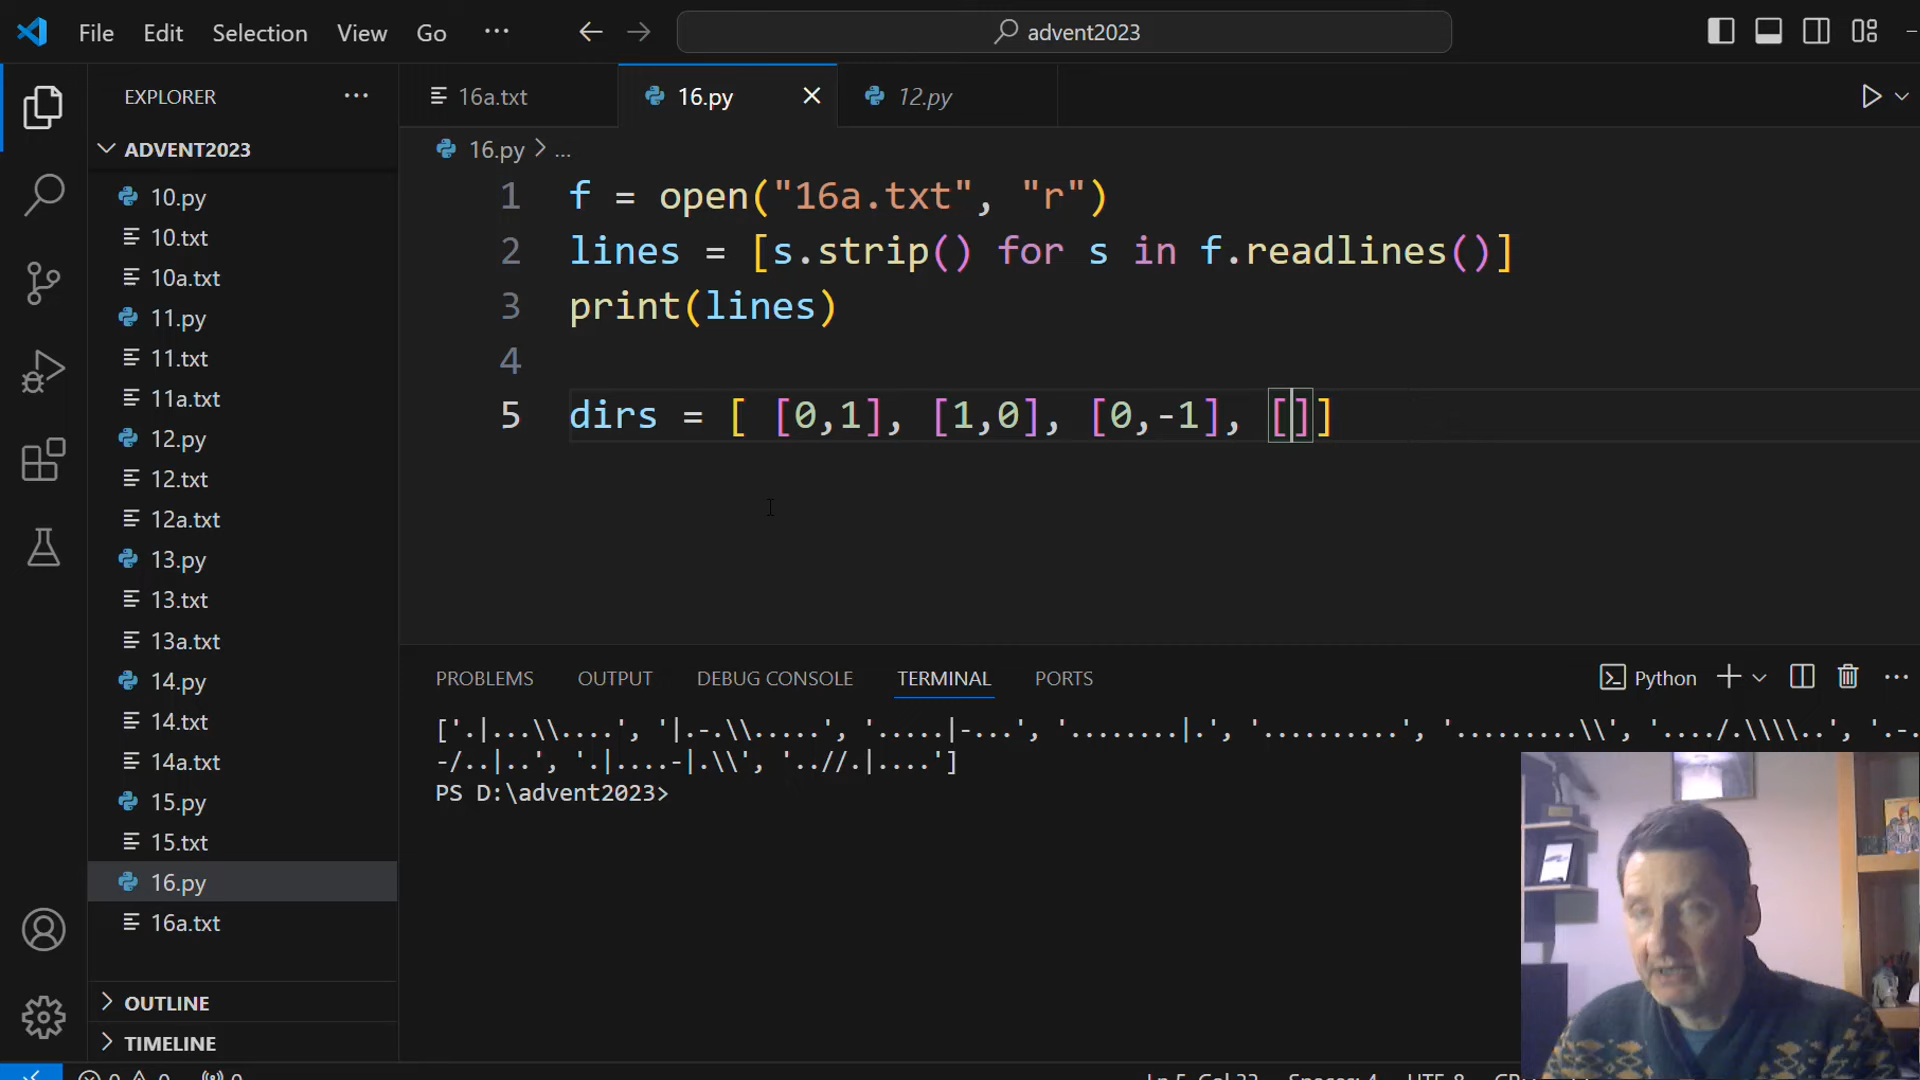 File Edit Selection View Go ··· advent2023
EXPLORER ···
16a.txt 16.py 12.py
ADVENT2023
10.py
10.txt
10a.txt
11.py
11.txt
11a.txt
12.py
12.txt
12a.txt
13.py
13.txt
13a.txt
14.py
14.txt
14a.txt
15.py
15.txt
16.py
16a.txt
OUTLINE
TIMELINE
16.py > ...
1 f = open("16a.txt", "r")
2 lines = [s.strip() for s in f.readlines()]
3 print(lines)
4
5 dirs = [ [0,1], [1,0], [0,-1], []]
PROBLEMS OUTPUT DEBUG CONSOLE TERMINAL PORTS Python
['.|...\\....', '|.-.\\.....', '.....|-...', '........|.', '..........', '.........\\', '..../.\\\\..', '.-.
-/..|..', '.|....-|.\\', '..//.|....']
PS D:\advent2023>